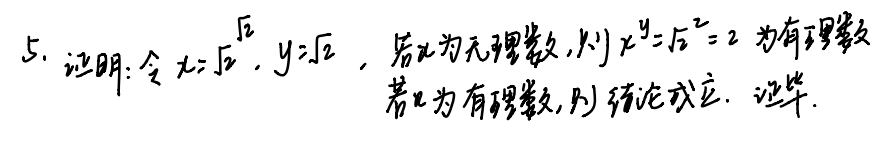 5. 证明：令 x=√2^√2, y=√2, 若x为无理数,则 x^y=√2^2=2 为有理数
若x为有理数,则结论成立. 证毕.